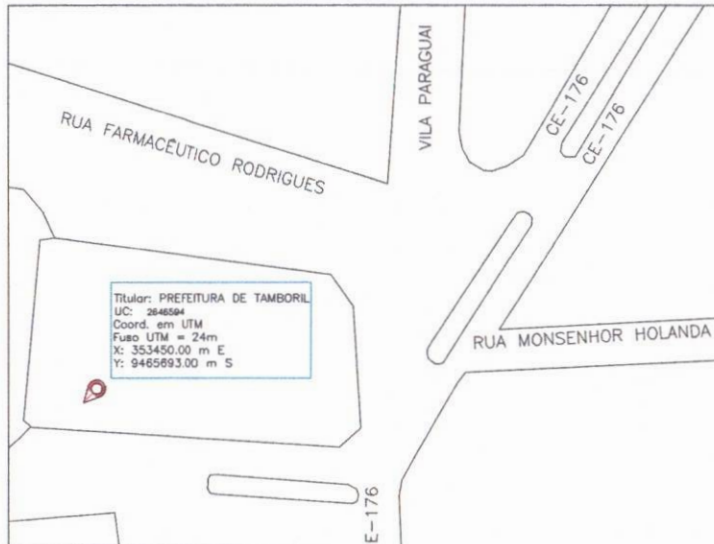 VILA PARAGUAI
CE-176
CE-176
RUA FARMACÊUTICO RODRIGUES
Titular: PREFEITURA DE TAMBORIL
UC: 2646594
Coord. em UTM
Fuso UTM = 24m
X: 353450.00 m E
Y: 9465693.00 m S
RUA MONSENHOR HOLANDA
E-176